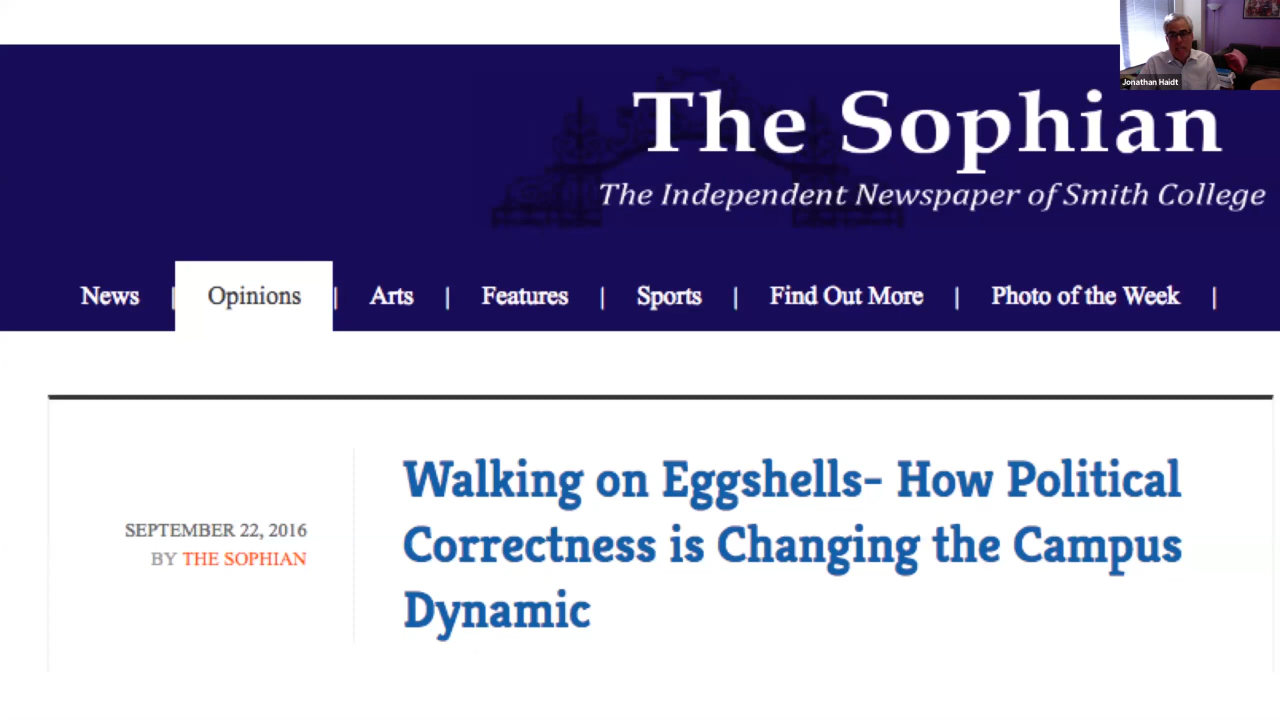 Jonathan Haidt
The Sophian
The Independent Newspaper of Smith College
News | Opinions | Arts | Features | Sports | Find Out More | Photo of the Week |
SEPTEMBER 22, 2016
BY THE SOPHIAN
Walking on Eggshells- How Political
Correctness is Changing the Campus
Dynamic